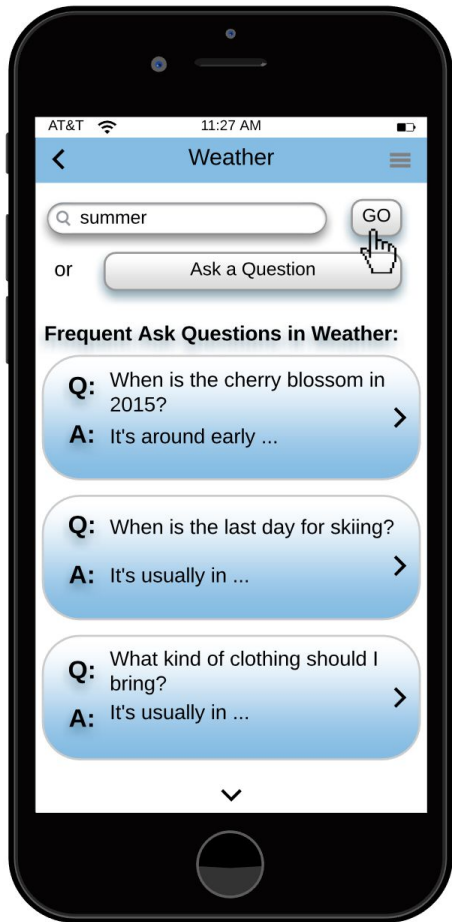 AT&T 11:27 AM
Weather
summer GO
or Ask a Question
Frequent Ask Questions in Weather:
Q: When is the cherry blossom in
2015?
A: It's around early ...
Q: When is the last day for skiing?
A: It's usually in ...
Q: What kind of clothing should I
bring?
A: It's usually in ...